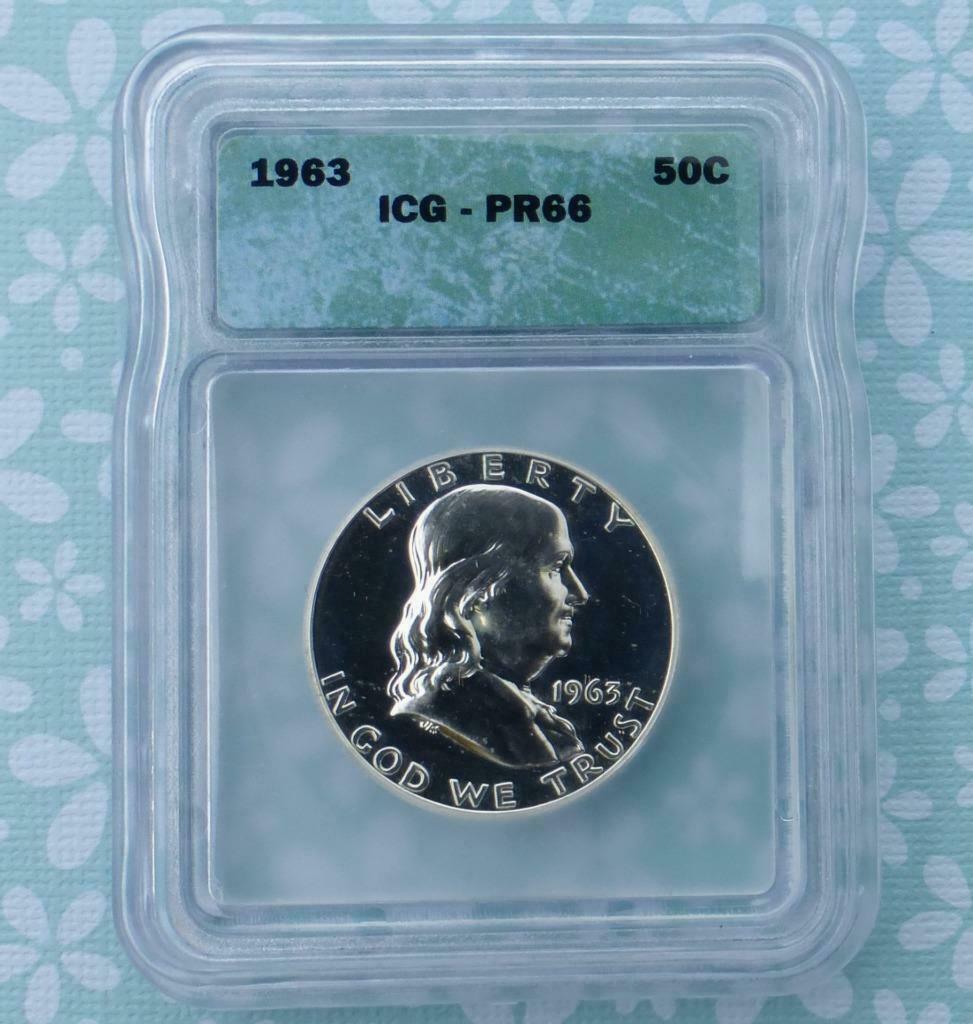 1963 50C
ICG - PR66
LIBERTY
1963
IN GOD WE TRUST